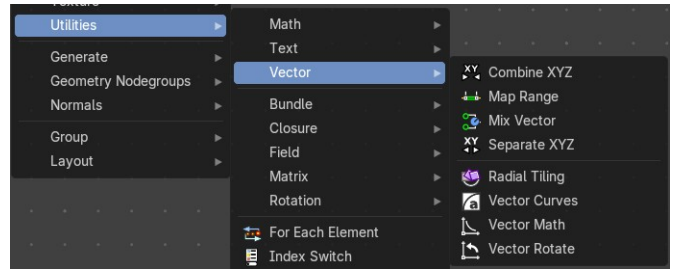 Texture
Utilities
Generate
Geometry Nodegroups
Normals
Group
Layout
Math
Text
Vector
Bundle
Closure
Field
Matrix
Rotation
For Each Element
Index Switch
Combine XYZ
Map Range
Mix Vector
Separate XYZ
Radial Tiling
Vector Curves
Vector Math
Vector Rotate